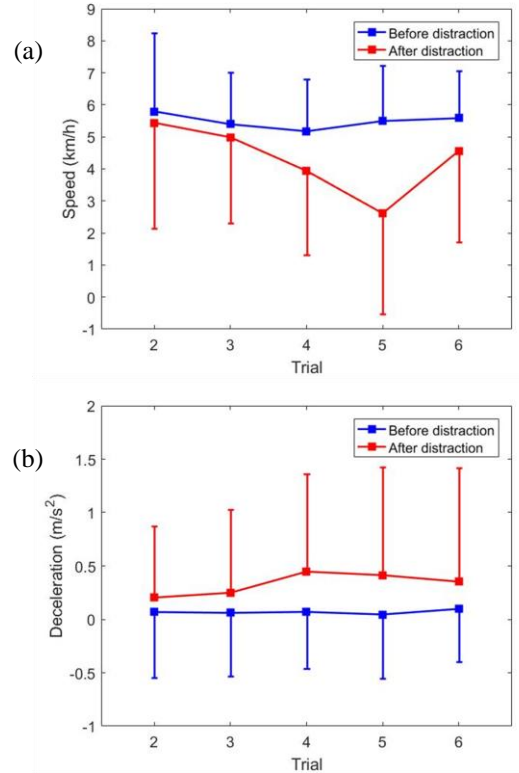 (a)
9
8
7
6
5
4
3
2
1
0
-1
Speed (km/h)
Before distraction
After distraction
2 3 4 5 6
Trial
(b)
2
1.5
1
0.5
0
-0.5
-1
Deceleration (m/s²)
Before distraction
After distraction
2 3 4 5 6
Trial